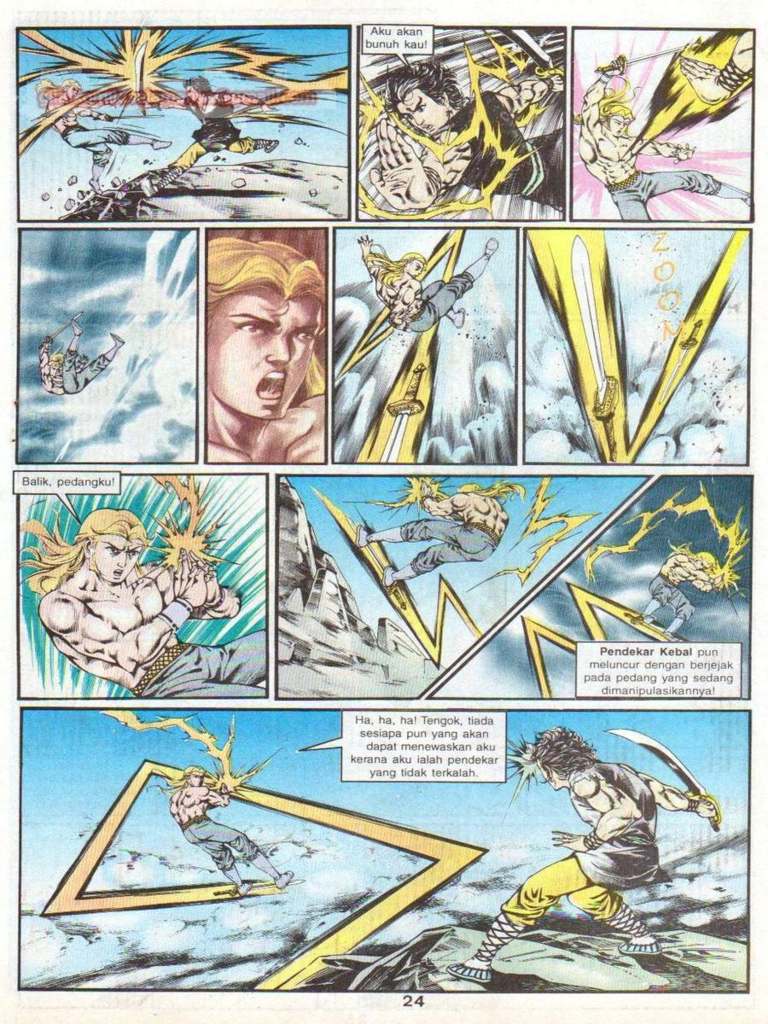 Aku akan
bunuh kau!
ZOOM
Balik, pedangku!
Pendekar Kebal pun
meluncur dengan berjejak
pada pedang yang sedang
dimanipulasikannya!
Ha, ha, ha! Tengok, tiada
sesiapa pun yang akan
dapat menewaskan aku
kerana aku ialah pendekar
yang tidak terkalah.
24